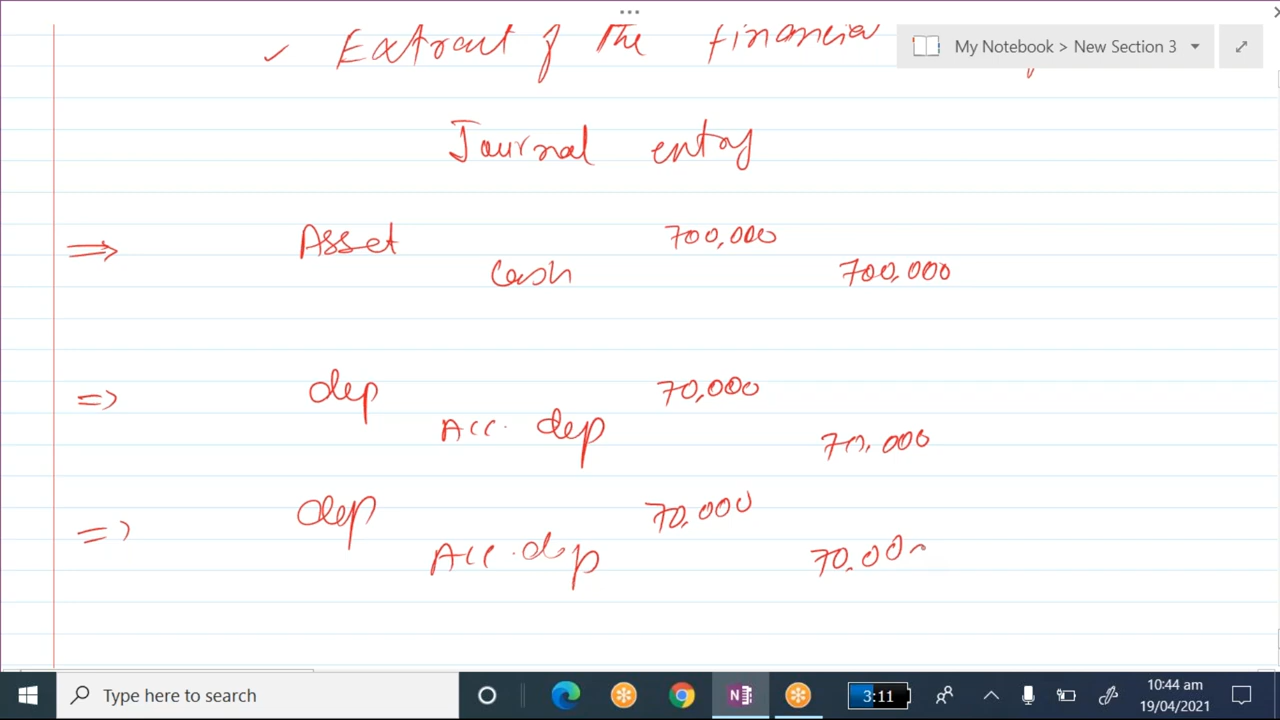 ✓ Extract of the financia
My Notebook > New Section 3
Journal entry
⇒ Asset 700,000
Cash 700,000
=> dep 70,000
Acc. dep 70,000
=> dep 70,000
Acc. dep 70,000
Type here to search
3:11
10:44 am
19/04/2021